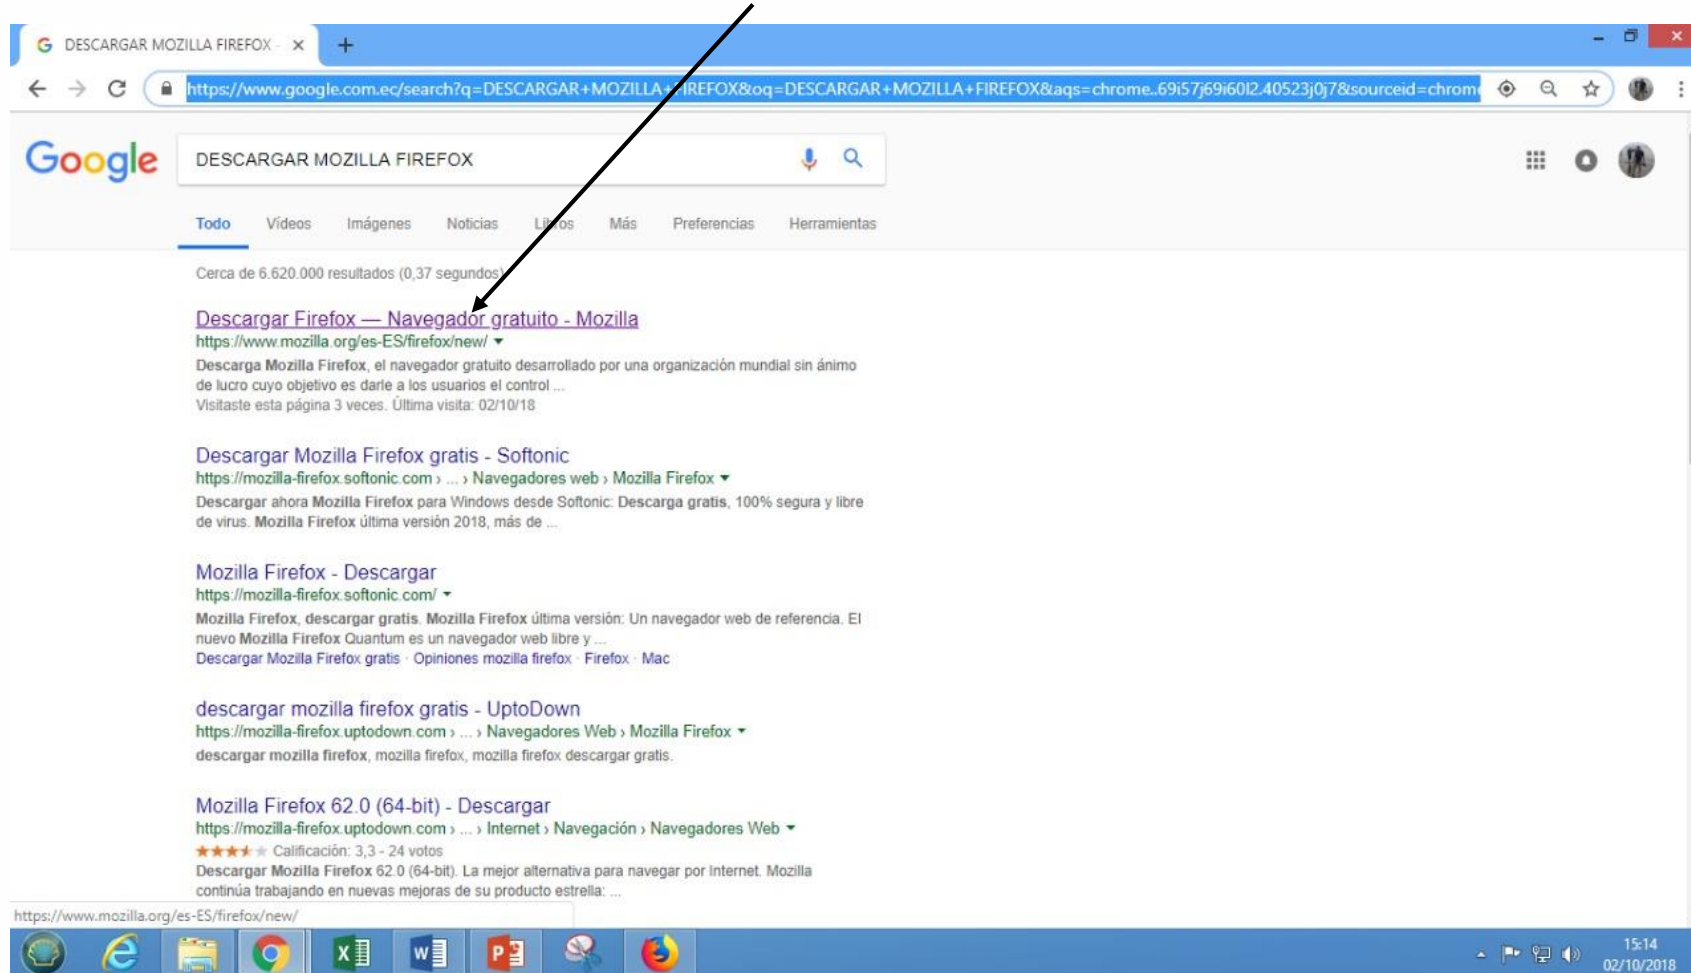 DESCARGAR MOZILLA FIREFOX -
https://www.google.com.ec/search?q=DESCARGAR+MOZILLA+FIREFOX&oq=DESCARGAR+MOZILLA+FIREFOX&aqs=chrome..69i57j69i60l2.40523j0j7&sourceid=chrome
Google
DESCARGAR MOZILLA FIREFOX
Todo Vídeos Imágenes Noticias Libros Más Preferencias Herramientas
Cerca de 6.620.000 resultados (0,37 segundos)
Descargar Firefox — Navegador gratuito - Mozilla
https://www.mozilla.org/es-ES/firefox/new/
Descarga Mozilla Firefox, el navegador gratuito desarrollado por una organización mundial sin ánimo
de lucro cuyo objetivo es darle a los usuarios el control ...
Visitaste esta página 3 veces. Última visita: 02/10/18
Descargar Mozilla Firefox gratis - Softonic
https://mozilla-firefox.softonic.com › ... › Navegadores web › Mozilla Firefox
Descargar ahora Mozilla Firefox para Windows desde Softonic: Descarga gratis, 100% segura y libre
de virus. Mozilla Firefox última versión 2018, más de ...
Mozilla Firefox - Descargar
https://mozilla-firefox.softonic.com/
Mozilla Firefox, descargar gratis. Mozilla Firefox última versión: Un navegador web de referencia. El
nuevo Mozilla Firefox Quantum es un navegador web libre y ...
Descargar Mozilla Firefox gratis · Opiniones mozilla firefox · Firefox · Mac
descargar mozilla firefox gratis - UptoDown
https://mozilla-firefox.uptodown.com › ... › Navegadores Web › Mozilla Firefox
descargar mozilla firefox, mozilla firefox, mozilla firefox descargar gratis.
Mozilla Firefox 62.0 (64-bit) - Descargar
https://mozilla-firefox.uptodown.com › ... › Internet › Navegación › Navegadores Web
Calificación: 3,3 - 24 votos
Descargar Mozilla Firefox 62.0 (64-bit). La mejor alternativa para navegar por Internet. Mozilla
continúa trabajando en nuevas mejoras de su producto estrella: ...
https://www.mozilla.org/es-ES/firefox/new/
15:14
02/10/2018